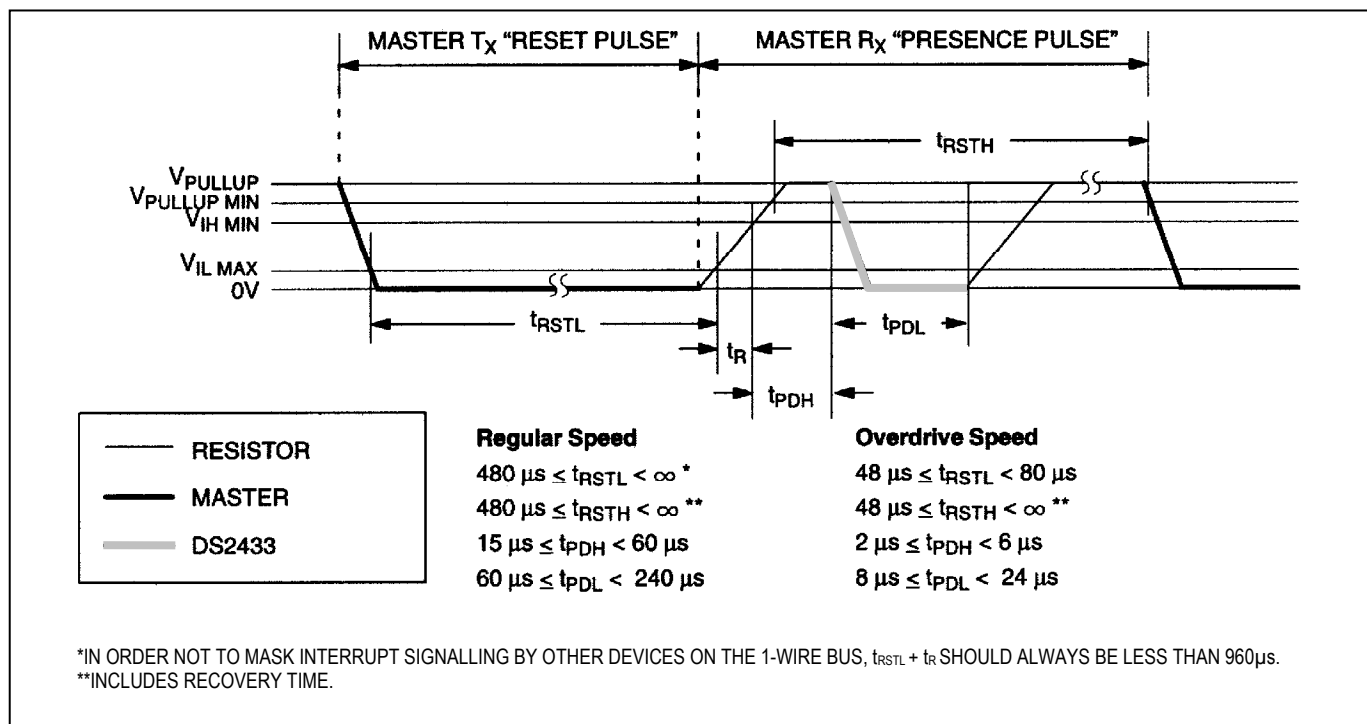 MASTER TX “RESET PULSE”
MASTER RX “PRESENCE PULSE”
tRSTH
VPULLUP
VPULLUP MIN
VIH MIN
VIL MAX
0V
tRSTL
tPDL
tR
tPDH
RESISTOR
MASTER
DS2433
Regular Speed
480 µs ≤ tRSTL < ∞ *
480 µs ≤ tRSTH < ∞ **
15 µs ≤ tPDH < 60 µs
60 µs ≤ tPDL < 240 µs
Overdrive Speed
48 µs ≤ tRSTL < 80 µs
48 µs ≤ tRSTH < ∞ **
2 µs ≤ tPDH < 6 µs
8 µs ≤ tPDL < 24 µs
*IN ORDER NOT TO MASK INTERRUPT SIGNALLING BY OTHER DEVICES ON THE 1-WIRE BUS, tRSTL + tR SHOULD ALWAYS BE LESS THAN 960µs.
**INCLUDES RECOVERY TIME.